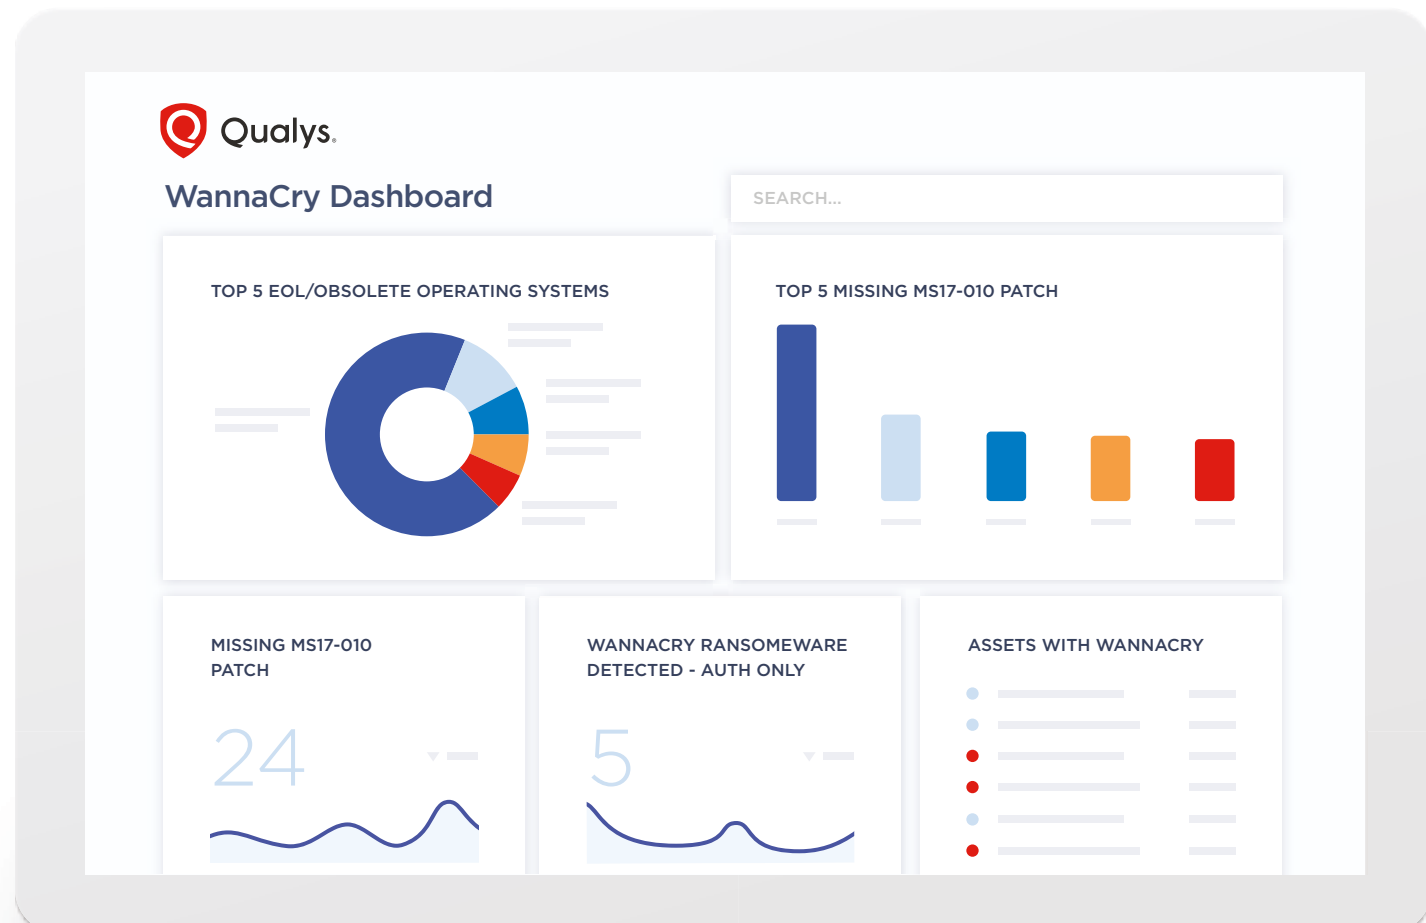 Qualys®
WannaCry Dashboard
SEARCH...
TOP 5 EOL/OBSOLETE OPERATING SYSTEMS
TOP 5 MISSING MS17-010 PATCH
MISSING MS17-010
PATCH
24
WANNACRY RANSOMEWARE
DETECTED - AUTH ONLY
5
ASSETS WITH WANNACRY